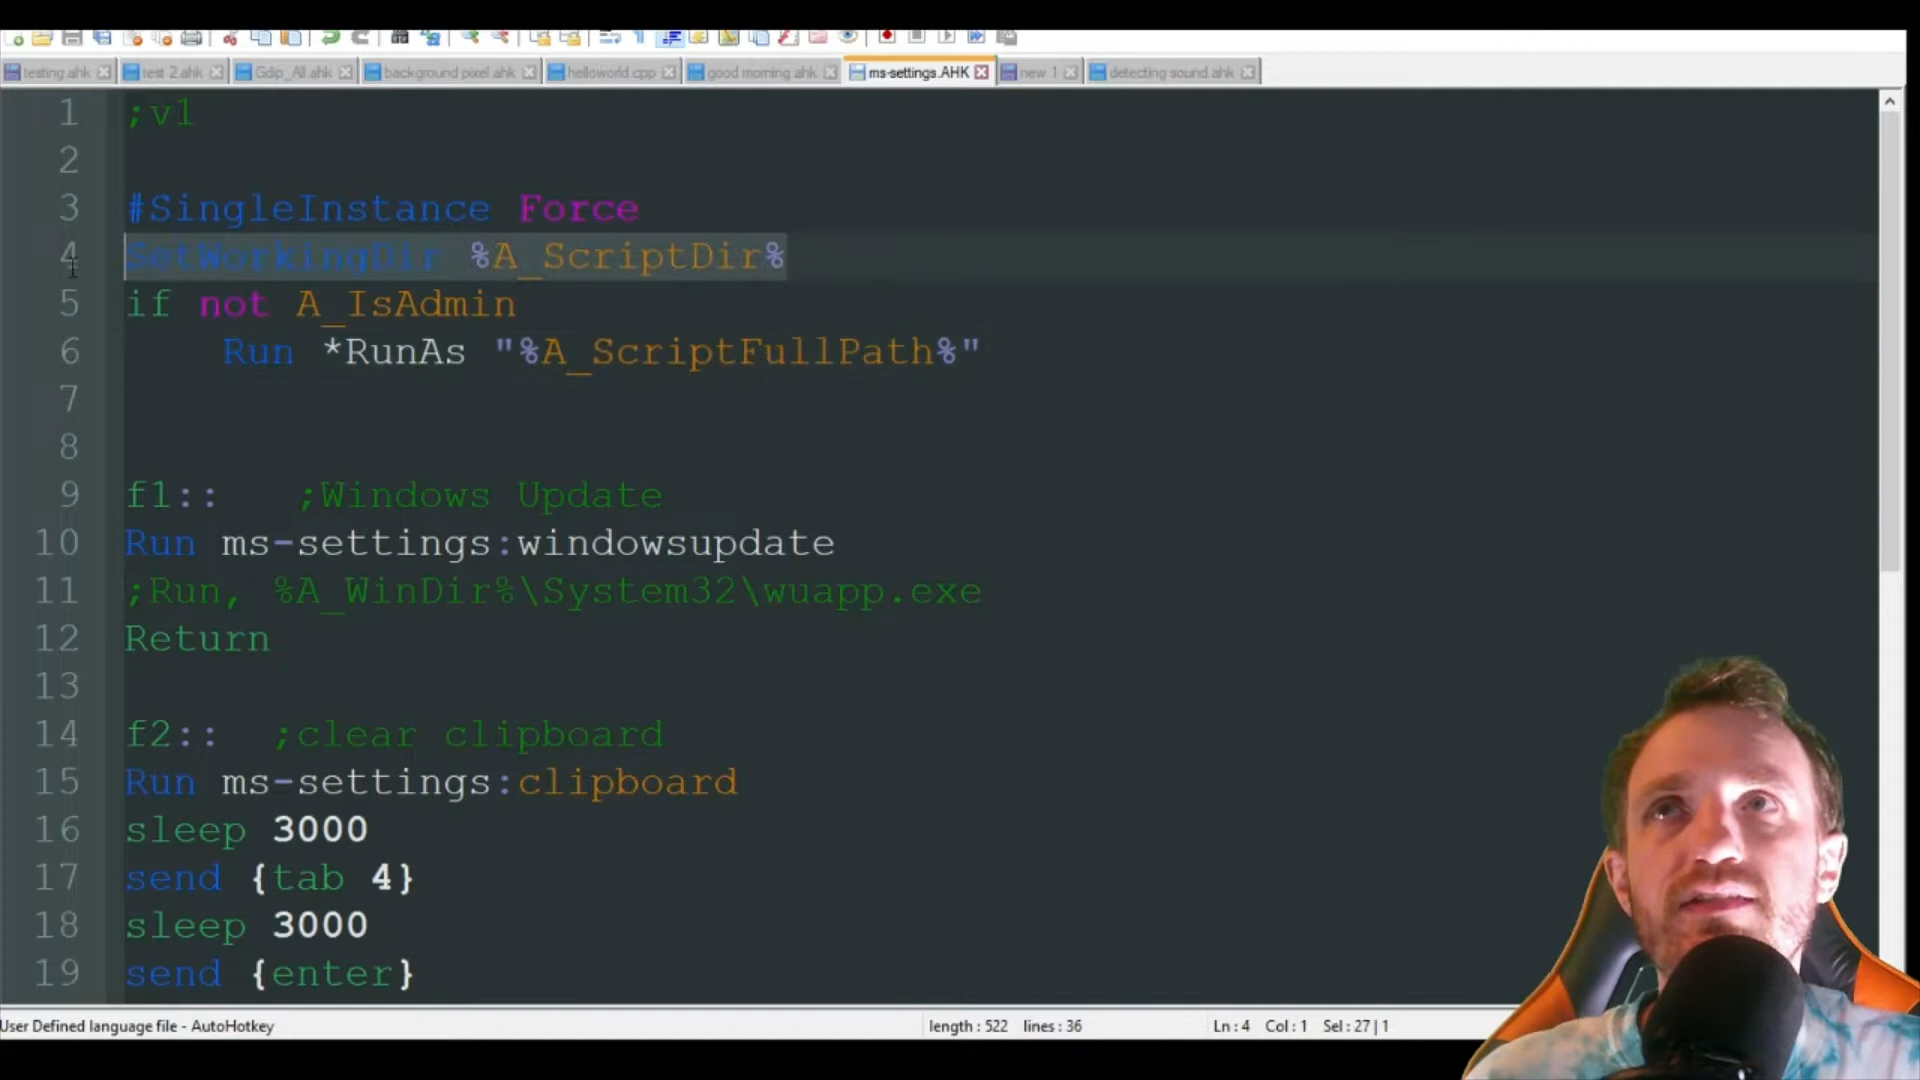 testing.ahk test 2.ahk Gdip_All.ahk background pixel.ahk helloworld.cpp good morning.ahk ms-settings.AHK new 1 detecting sound.ahk
1 ;v1
2
3 #SingleInstance Force
4 SetWorkingDir %A_ScriptDir%
5 if not A_IsAdmin
6 Run *RunAs "%A_ScriptFullPath%"
7
8
9 f1:: ;Windows Update
10 Run ms-settings:windowsupdate
11 ;Run, %A_WinDir%\System32\wuapp.exe
12 Return
13
14 f2:: ;clear clipboard
15 Run ms-settings:clipboard
16 sleep 3000
17 send {tab 4}
18 sleep 3000
19 send {enter}
User Defined language file - AutoHotkey length : 522 lines : 36 Ln : 4 Col : 1 Sel : 27 | 1